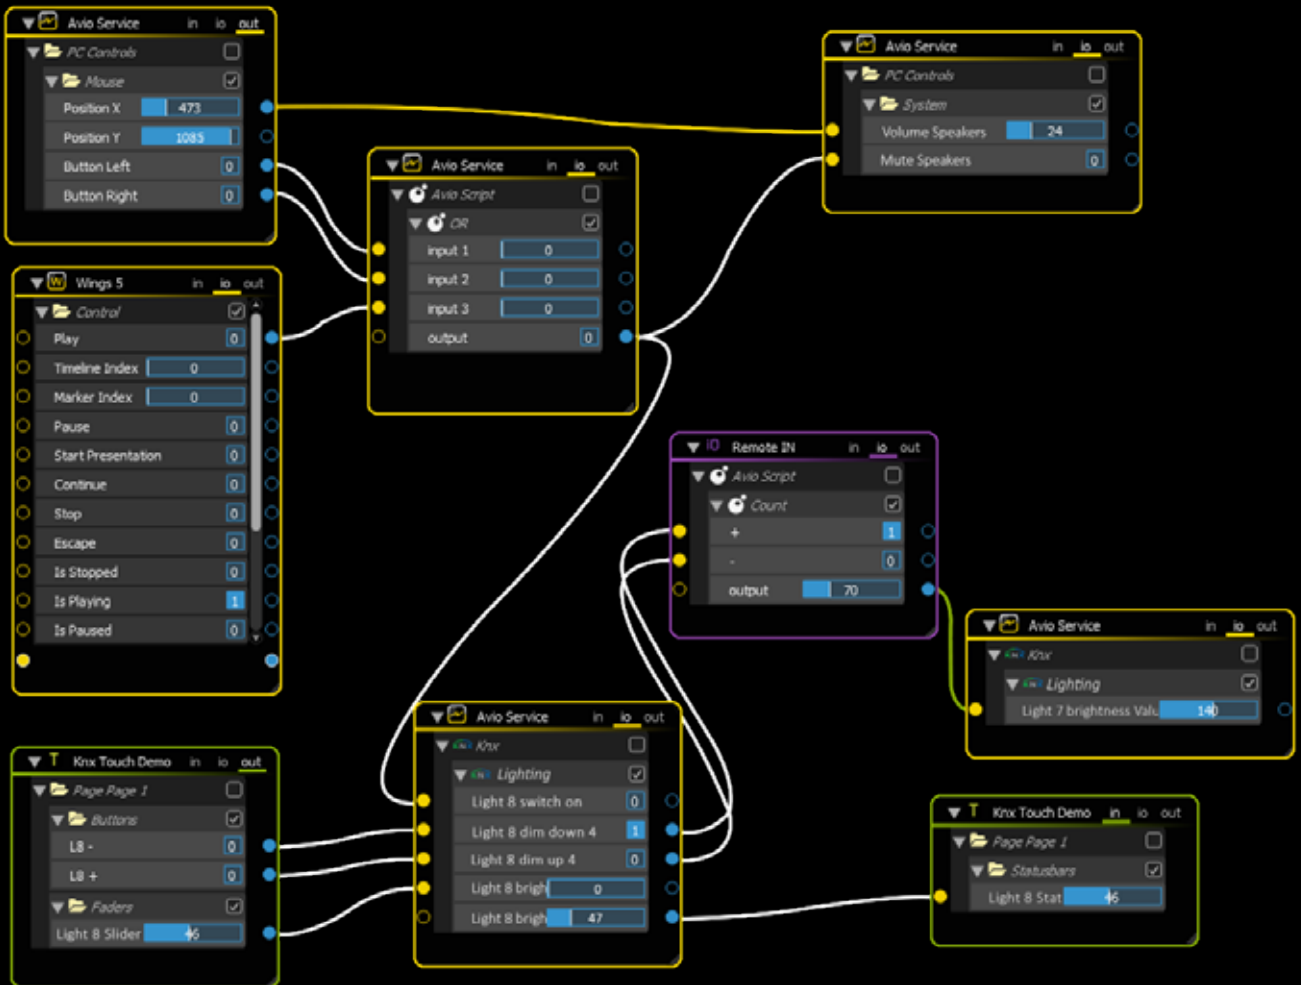 Avio Service in io out
PC Controls
Mouse
Position X 473
Position Y 1085
Button Left 0
Button Right 0
Avio Service in io out
PC Controls
System
Volume Speakers 24
Mute Speakers 0
Avio Service in io out
Avio Script
OR
input 1 0
input 2 0
input 3 0
output 0
W Wings 5 in io out
Control
Play 0
Timeline Index 0
Marker Index 0
Pause 0
Start Presentation 0
Continue 0
Stop 0
Escape 0
Is Stopped 0
Is Playing 1
Is Paused 0
iO Remote IN in io out
Avio Script
Count
+ 1
- 0
output 70
Avio Service in io out
Knx
Lighting
Light 7 brightness Valu 140
Avio Service in io out
Knx
Lighting
Light 8 switch on 0
Light 8 dim down 4 1
Light 8 dim up 4 0
Light 8 brigh 0
Light 8 brigh 47
T Knx Touch Demo in io out
Page Page 1
Buttons
L8 - 0
L8 + 0
Faders
Light 8 Slider 46
T Knx Touch Demo in io out
Page Page 1
Statusbars
Light 8 Stat 46